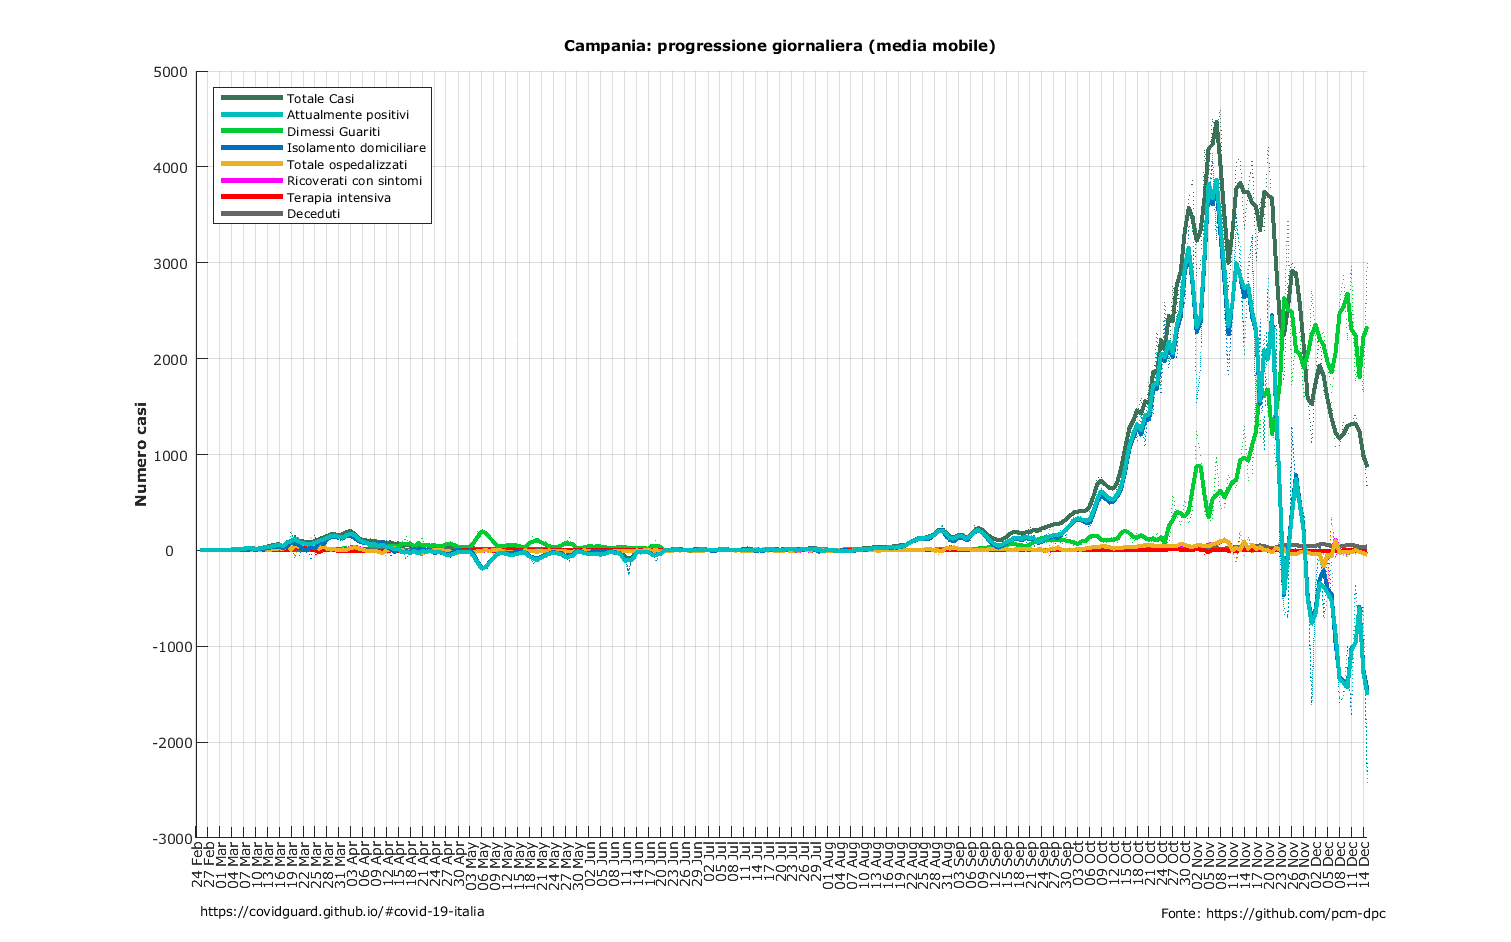 Campania: progressione giornaliera (media mobile)
5000
4000
3000
2000
1000
0
-1000
-2000
-3000
Numero casi
Totale Casi
Attualmente positivi
Dimessi Guariti
Isolamento domiciliare
Totale ospedalizzati
Ricoverati con sintomi
Terapia intensiva
Deceduti
24 Feb
27 Feb
01 Mar
04 Mar
07 Mar
10 Mar
13 Mar
16 Mar
19 Mar
22 Mar
25 Mar
28 Mar
31 Mar
03 Apr
06 Apr
09 Apr
12 Apr
15 Apr
18 Apr
21 Apr
24 Apr
27 Apr
30 Apr
03 May
06 May
09 May
12 May
15 May
18 May
21 May
24 May
27 May
30 May
02 Jun
05 Jun
08 Jun
11 Jun
14 Jun
17 Jun
20 Jun
23 Jun
26 Jun
29 Jun
02 Jul
05 Jul
08 Jul
11 Jul
14 Jul
17 Jul
20 Jul
23 Jul
26 Jul
29 Jul
01 Aug
04 Aug
07 Aug
10 Aug
13 Aug
16 Aug
19 Aug
22 Aug
25 Aug
28 Aug
31 Aug
03 Sep
06 Sep
09 Sep
12 Sep
15 Sep
18 Sep
21 Sep
24 Sep
27 Sep
30 Sep
03 Oct
06 Oct
09 Oct
12 Oct
15 Oct
18 Oct
21 Oct
24 Oct
27 Oct
30 Oct
02 Nov
05 Nov
08 Nov
11 Nov
14 Nov
17 Nov
20 Nov
23 Nov
26 Nov
29 Nov
02 Dec
05 Dec
08 Dec
11 Dec
14 Dec
https://covidguard.github.io/#covid-19-italia
Fonte: https://github.com/pcm-dpc